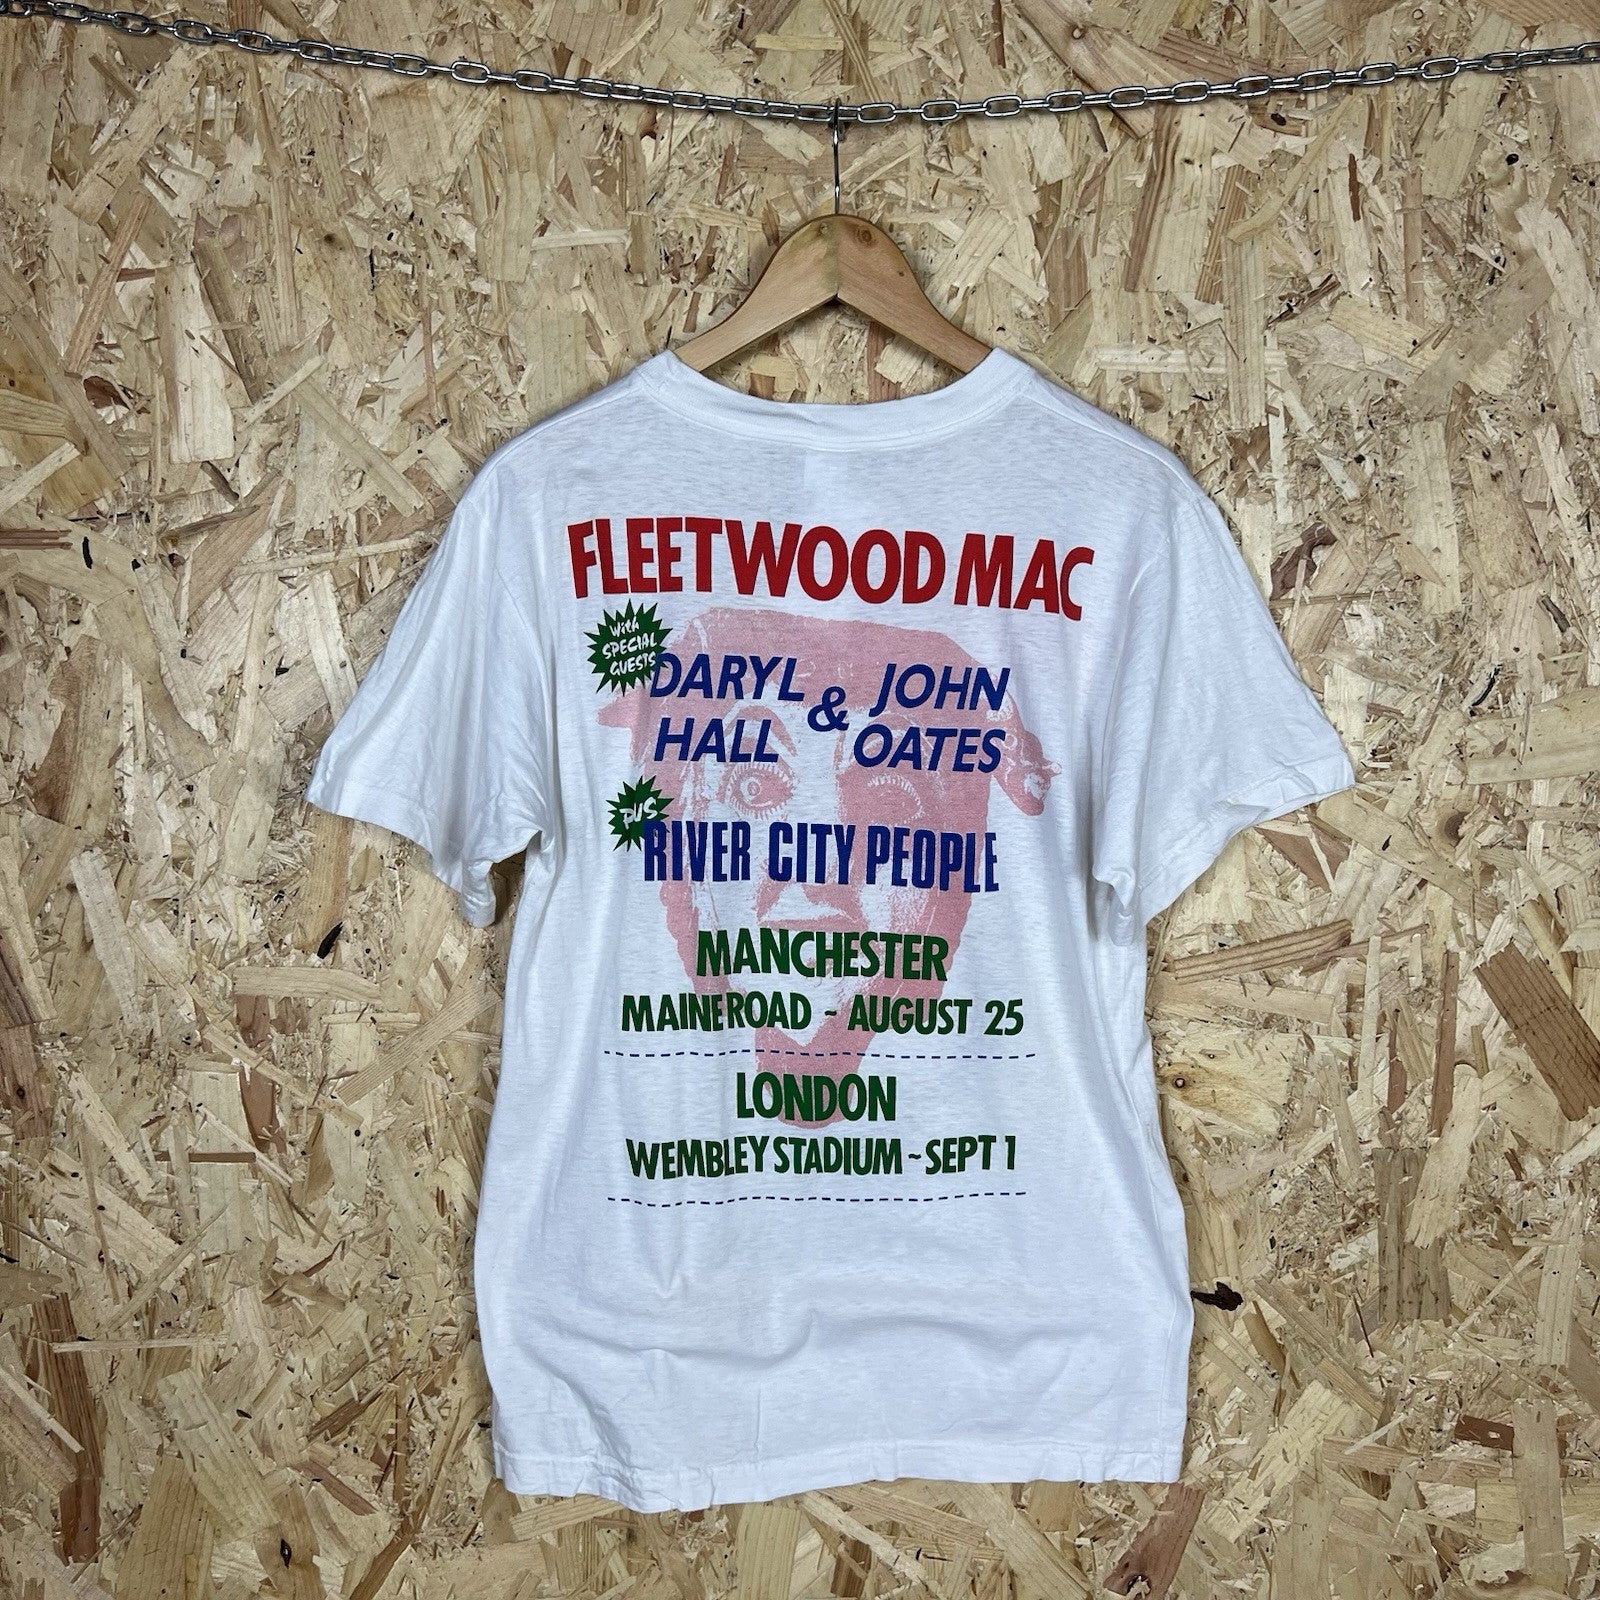 FLEETWOOD MAC
With
SPECIAL
GUESTS
DARYL & JOHN
HALL OATES
PLUS
RIVER CITY PEOPLE
MANCHESTER
MAINE ROAD ~ AUGUST 25
LONDON
WEMBLEY STADIUM ~ SEPT 1